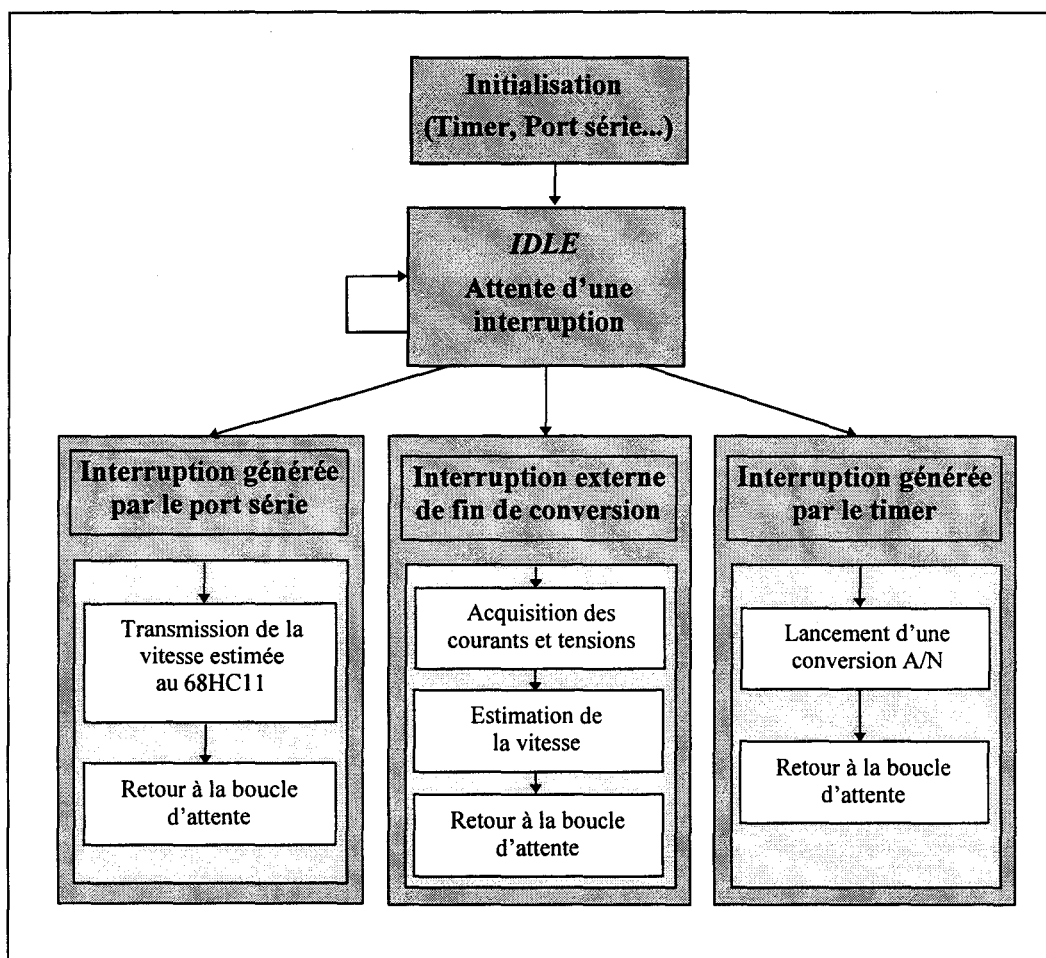 Initialisation
(Timer, Port série...)
IDLE
Attente d'une
interruption
Interruption générée
par le port série
Transmission de la
vitesse estimée
au 68HC11
Retour à la boucle
d'attente
Interruption externe
de fin de conversion
Acquisition des
courants et tensions
Estimation de
la vitesse
Retour à la boucle
d'attente
Interruption générée
par le timer
Lancement d'une
conversion A/N
Retour à la boucle
d'attente